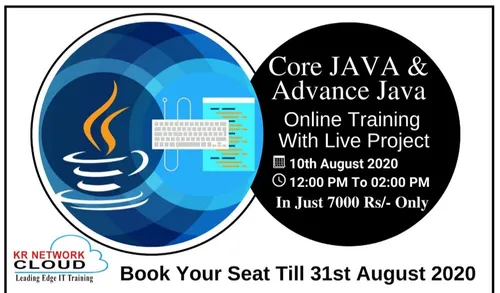 Core JAVA &
Advance Java
Online Training
With Live Project
10th August 2020
12:00 PM To 02:00 PM
In Just 7000 Rs/- Only
KR NETWORK
CLOUD
Leading Edge IT Training
Book Your Seat Till 31st August 2020